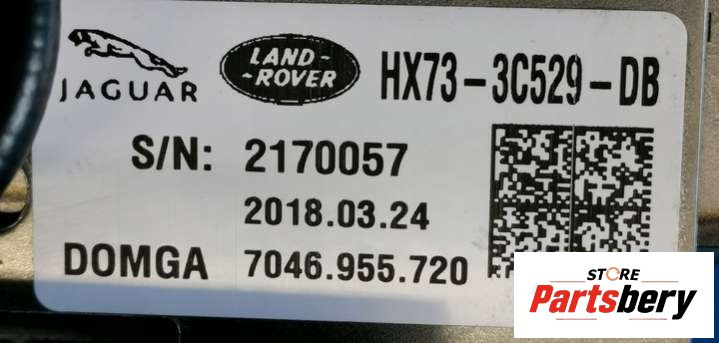 JAGUAR
LAND-
-ROVER
HX73-3C529-DB
S/N: 2170057
2018.03.24
DOMGA 7046.955.720
STORE
Partsbery